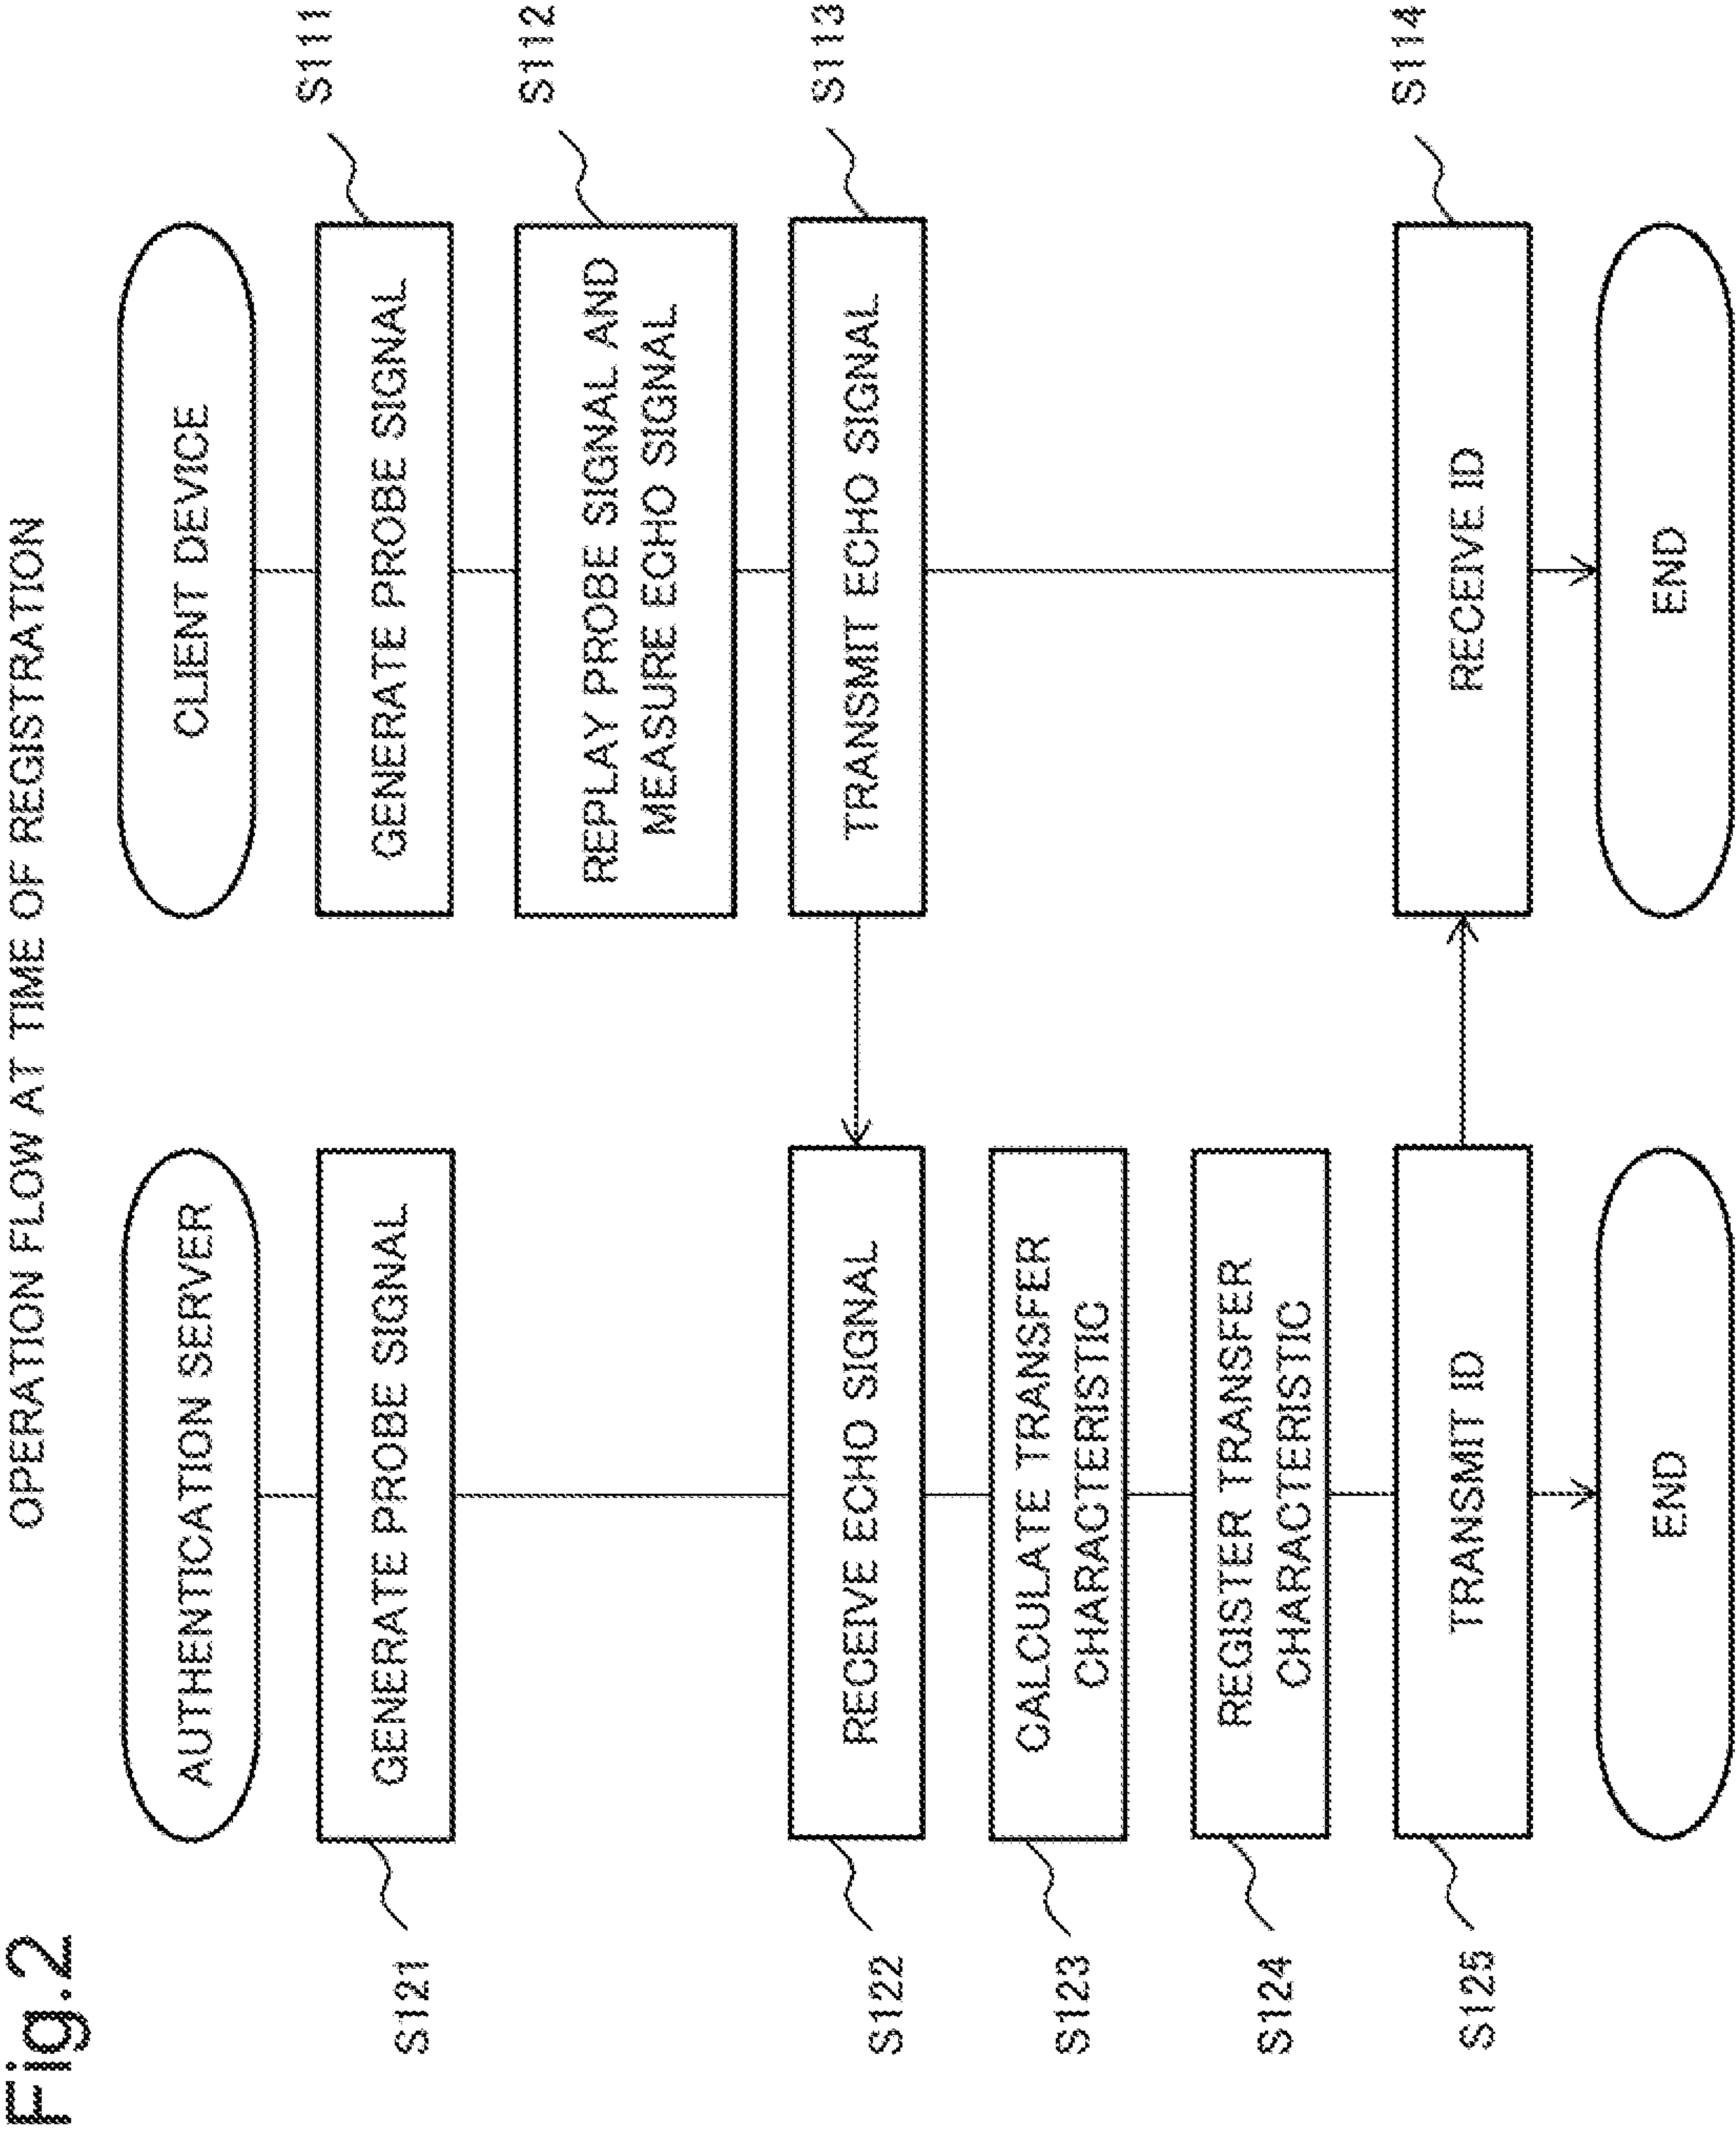 Fig.2
OPERATION FLOW AT TIME OF REGISTRATION
AUTHENTICATION SERVER
CLIENT DEVICE
S121
GENERATE PROBE SIGNAL
GENERATE PROBE SIGNAL
S111
REPLAY PROBE SIGNAL AND
MEASURE ECHO SIGNAL
S112
S122
RECEIVE ECHO SIGNAL
TRANSMIT ECHO SIGNAL
S113
S123
CALCULATE TRANSFER
CHARACTERISTIC
S124
REGISTER TRANSFER
CHARACTERISTIC
S125
TRANSMIT ID
RECEIVE ID
S114
END
END